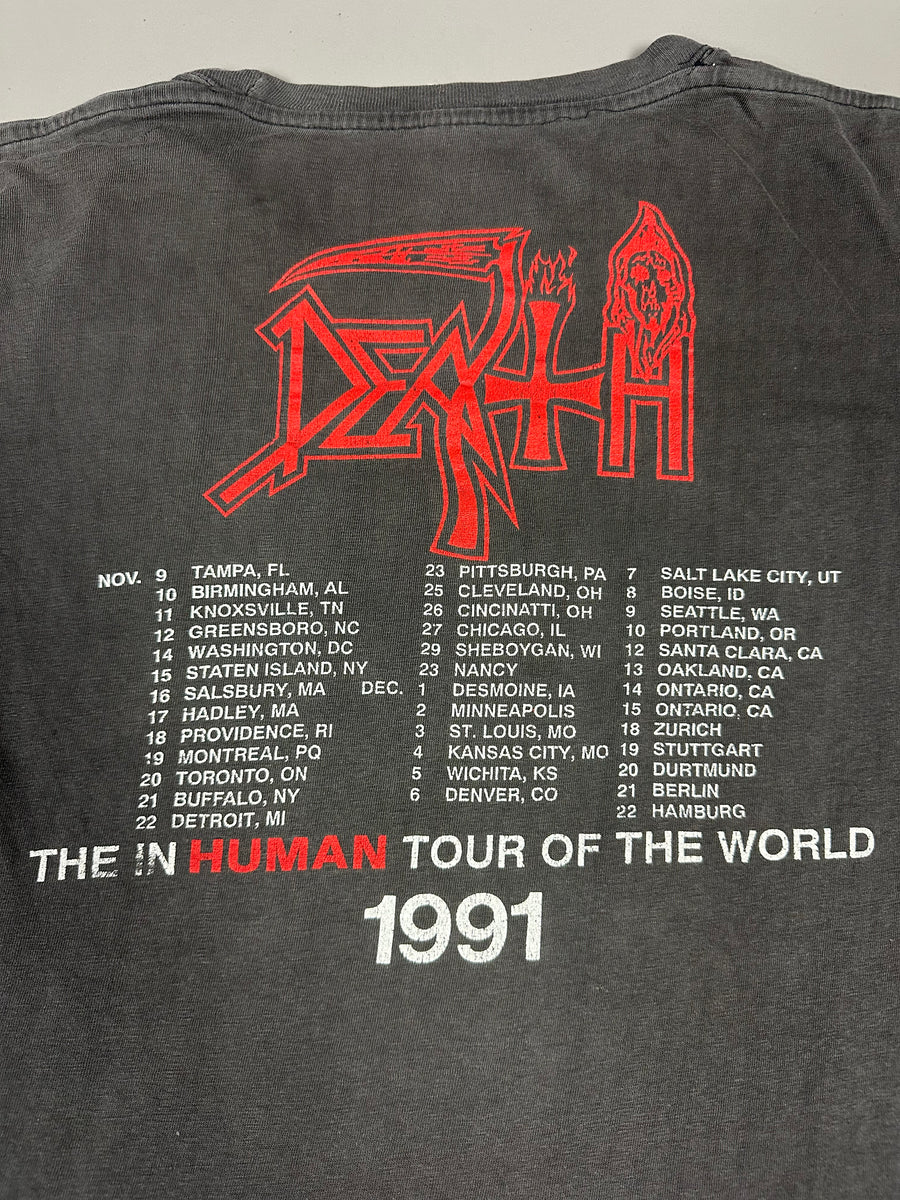 DEATH
NOV. 9 TAMPA, FL
10 BIRMINGHAM, AL
11 KNOXSVILLE, TN
12 GREENSBORO, NC
14 WASHINGTON, DC
15 STATEN ISLAND, NY
16 SALSBURY, MA
17 HADLEY, MA
18 PROVIDENCE, RI
19 MONTREAL, PQ
20 TORONTO, ON
21 BUFFALO, NY
22 DETROIT, MI
23 PITTSBURGH, PA
25 CLEVELAND, OH
26 CINCINATTI, OH
27 CHICAGO, IL
29 SHEBOYGAN, WI
23 NANCY
DEC. 1 DESMOINE, IA
2 MINNEAPOLIS
3 ST. LOUIS, MO
4 KANSAS CITY, MO
5 WICHITA, KS
6 DENVER, CO
7 SALT LAKE CITY, UT
8 BOISE, ID
9 SEATTLE, WA
10 PORTLAND, OR
12 SANTA CLARA, CA
13 OAKLAND, CA
14 ONTARIO, CA
15 ONTARIO, CA
18 ZURICH
19 STUTTGART
20 DURTMUND
21 BERLIN
22 HAMBURG
THE IN HUMAN TOUR OF THE WORLD
1991